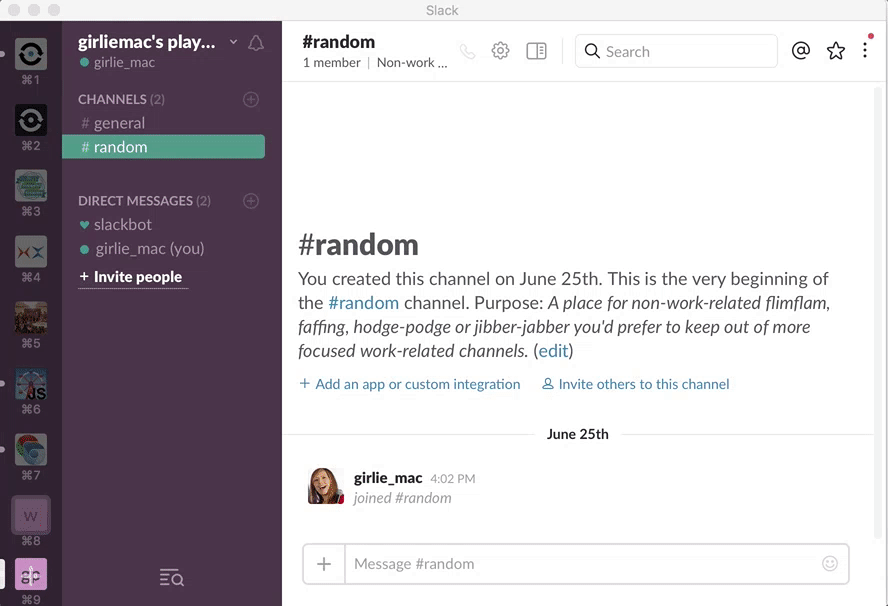 Slack
⌘1
⌘2
⌘3
⌘4
⌘5
JS
⌘6
⌘7
W
⌘8
⌘9
girliemac's play...
girlie_mac
CHANNELS (2)
# general
# random
DIRECT MESSAGES (2)
slackbot
girlie_mac (you)
+ Invite people
#random
1 member | Non-work ...
Search
#random
You created this channel on June 25th. This is the very beginning of
the #random channel. Purpose: A place for non-work-related flimflam,
faffing, hodge-podge or jibber-jabber you'd prefer to keep out of more
focused work-related channels. (edit)
+ Add an app or custom integration
Invite others to this channel
June 25th
girlie_mac 4:02 PM
joined #random
+ Message #random